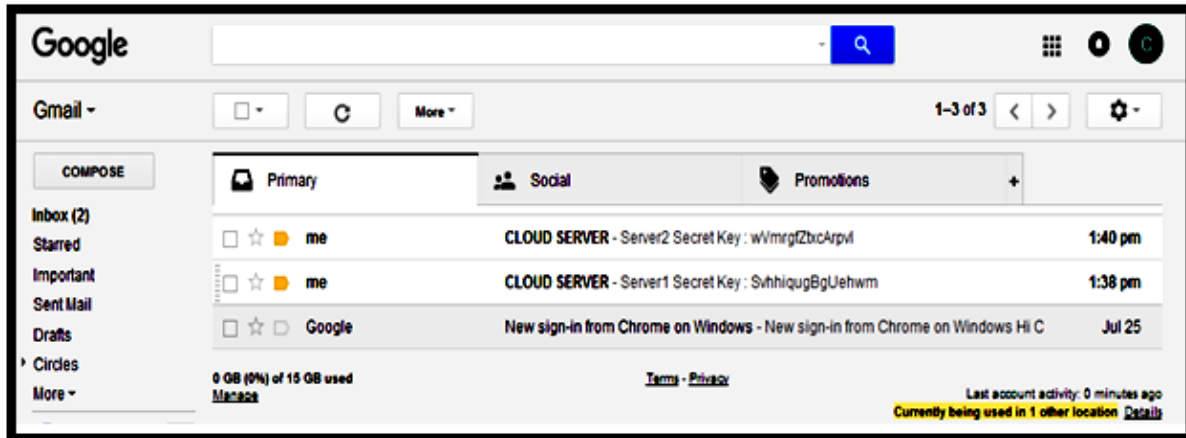 Google
C
Gmail
More
1–3 of 3
COMPOSE
Primary
Social
Promotions
+
Inbox (2)
Starred
Important
Sent Mail
Drafts
Circles
More
me CLOUD SERVER - Server2 Secret Key : wVmrgfZbxcArpvl 1:40 pm
me CLOUD SERVER - Server1 Secret Key : SvhhiqugBgUehwm 1:38 pm
Google New sign-in from Chrome on Windows - New sign-in from Chrome on Windows Hi C Jul 25
0 GB (0%) of 15 GB used
Manage
Terms - Privacy
Last account activity: 0 minutes ago
Currently being used in 1 other location Details